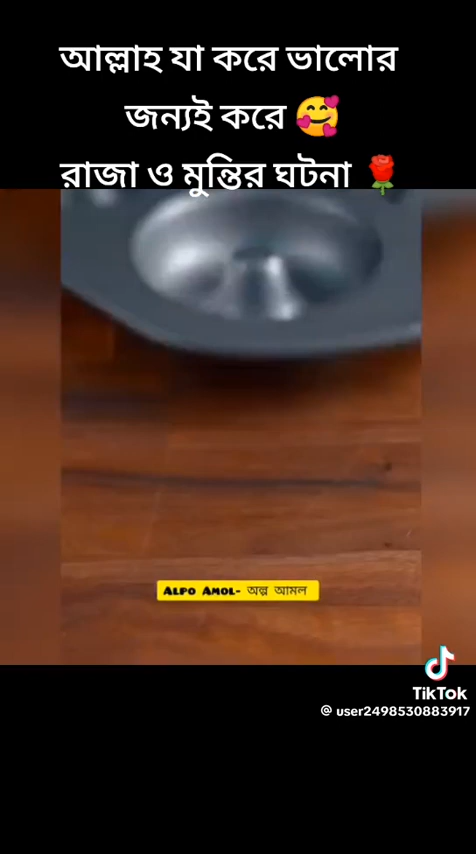 আল্লাহ যা করে ভালোর
জন্যই করে 🥰
রাজা ও মুন্তির ঘটনা 🌹
ALPO AMOL- অল্প আমল
TikTok
@ user2498530883917